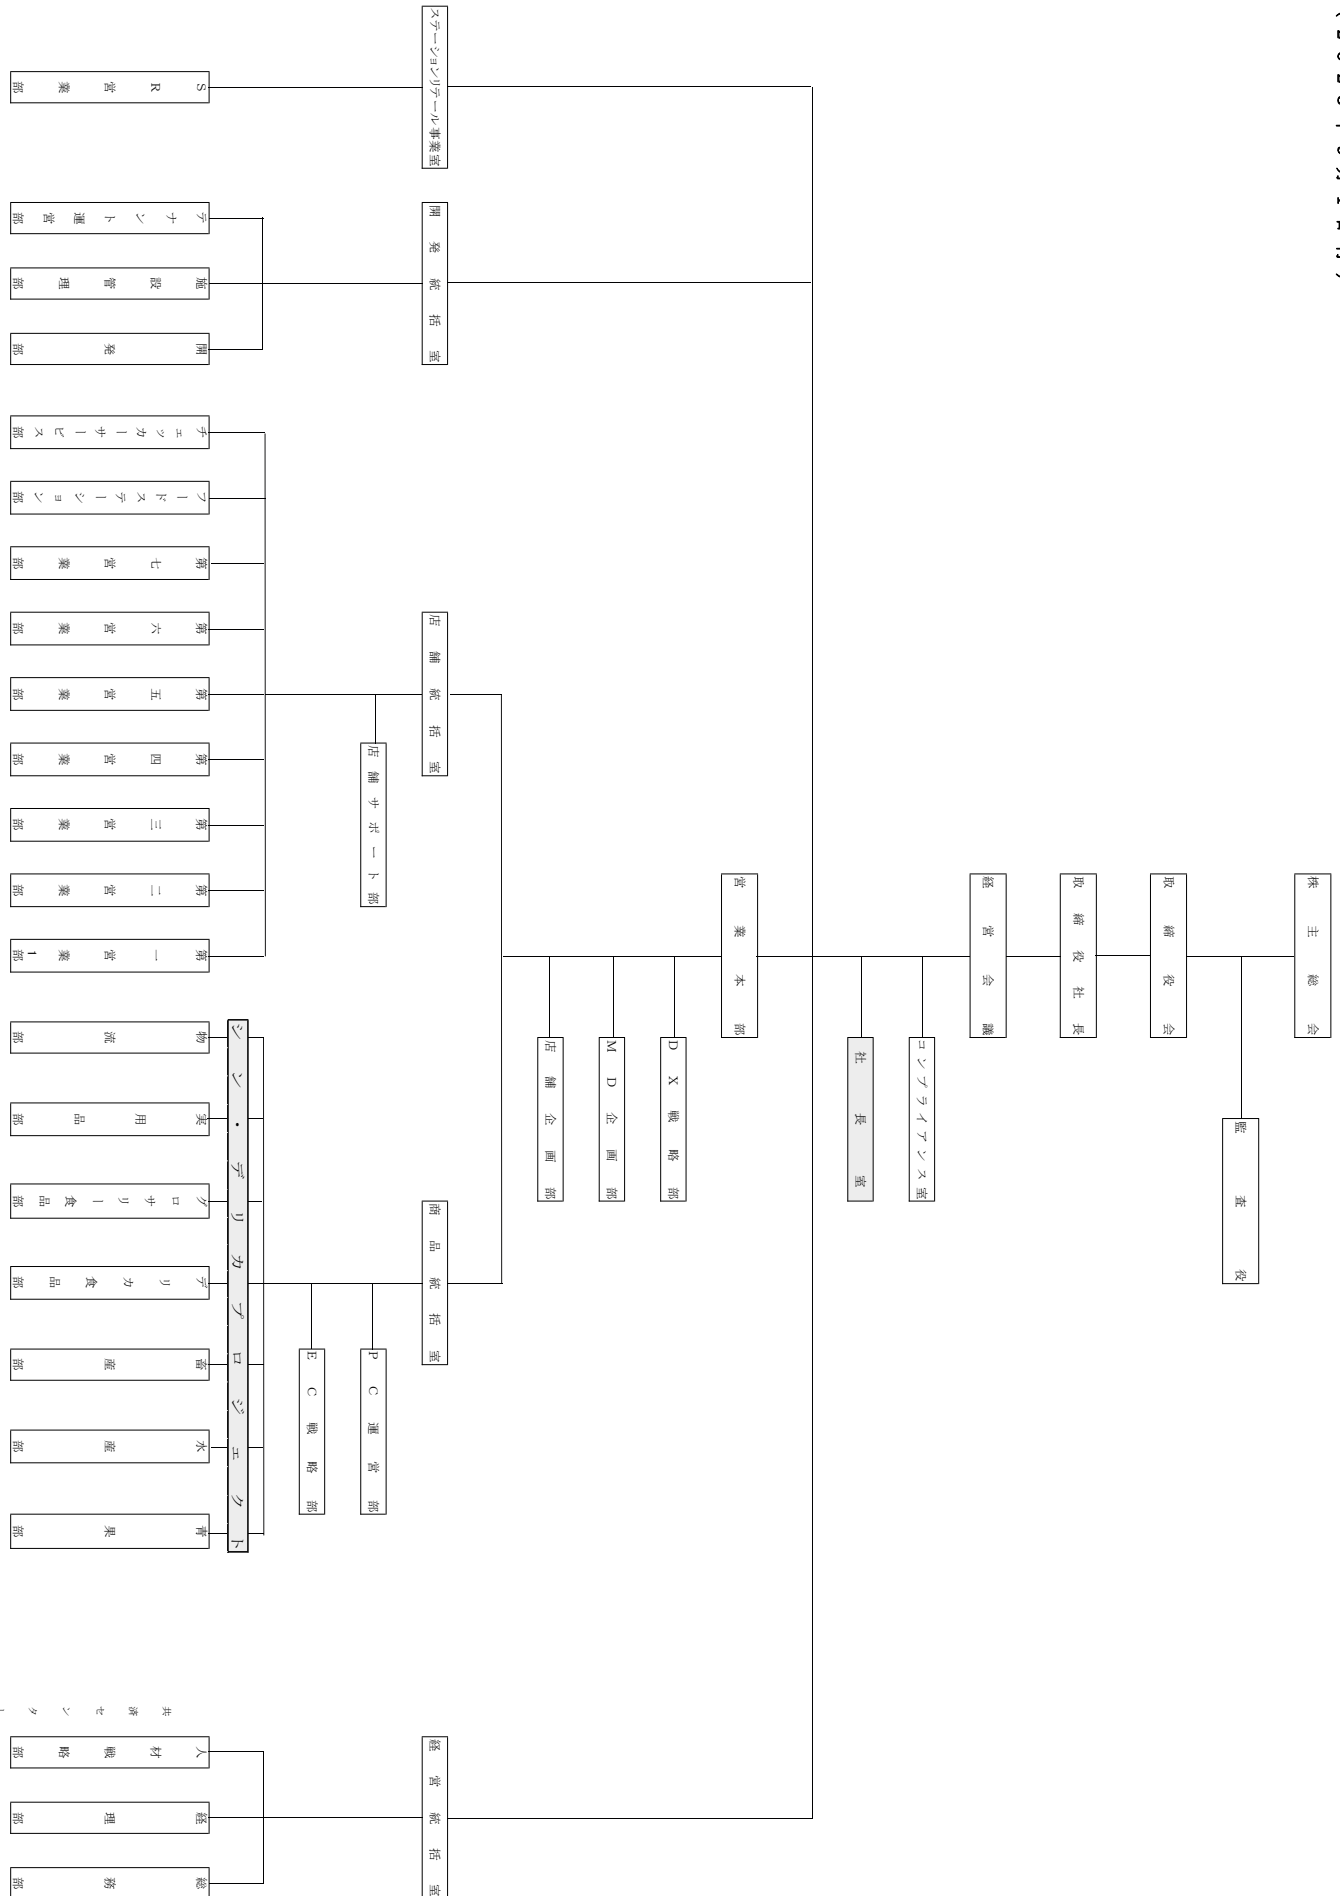 株主総会
監査役
取締役会
取締役社長
経営会議
コンプライアンス室
社長室
営業本部
DX戦略部
MD企画部
店舗企画部
ステーションリテール事業室
開発統括室
店舗統括室
商品統括室
経営統括室
店舗サポート部
PC運営部
EC戦略部
シン・デリカプロジェクト
SR営業部
テナント運営部
施設管理部
開発部
チェッカーサービス部
フードステーション部
第七営業部
第六営業部
第五営業部
第四営業部
第三営業部
第二営業部
第一営業1部
物流部
実用品部
グロサリー食品部
デリカ食品部
畜産部
水産部
青果部
共済センター
人材戦略部
経理部
総務部